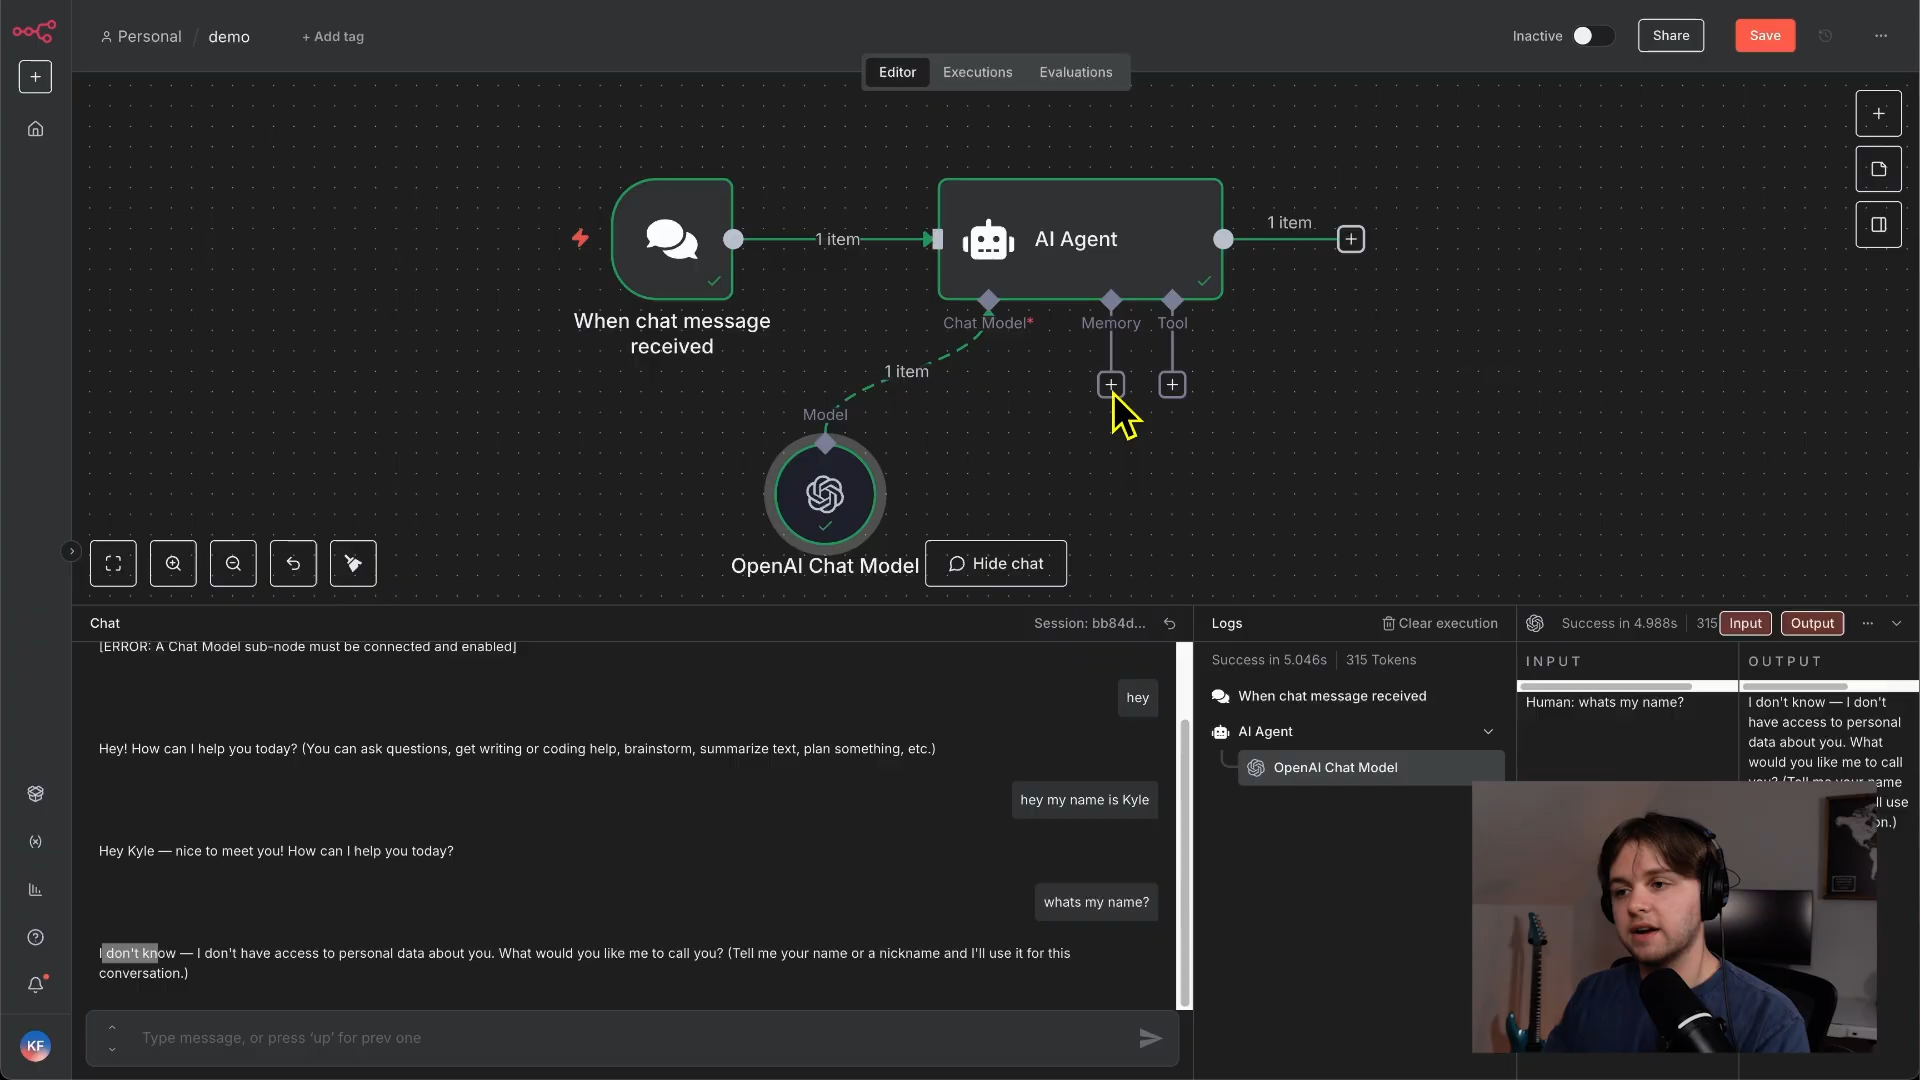 Personal / demo + Add tag
Inactive Share Save
Editor Executions Evaluations
1 item AI Agent 1 item
When chat message
received
Chat Model* Memory Tool
1 item
Model
OpenAI Chat Model Hide chat
Chat Session: bb84d...
[ERROR: A Chat Model sub-node must be connected and enabled]
hey
Hey! How can I help you today? (You can ask questions, get writing or coding help, brainstorm, summarize text, plan something, etc.)
hey my name is Kyle
Hey Kyle — nice to meet you! How can I help you today?
whats my name?
I don't know — I don't have access to personal data about you. What would you like me to call you? (Tell me your name or a nickname and I'll use it for this
conversation.)
Type message, or press ‘up’ for prev one
KF
Logs Clear execution
Success in 5.046s 315 Tokens
When chat message received
AI Agent
OpenAI Chat Model
Success in 4.988s 315 Input Output
INPUT OUTPUT
Human: whats my name?
I don't know — I don't
have access to personal
data about you. What
would you like me to call
you? (Tell me your name
ll use
on.)